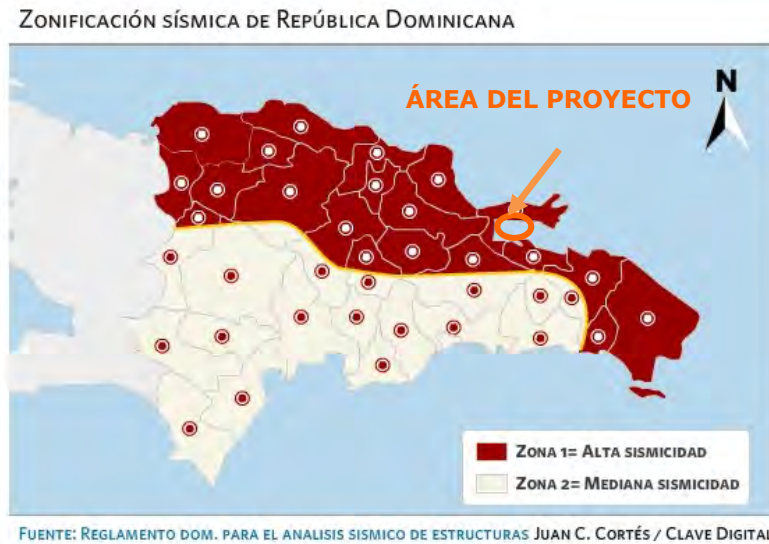 Zonificación sísmica de República Dominicana
ÁREA DEL PROYECTO
N
Zona 1= Alta sismicidad
Zona 2= Mediana sismicidad
Fuente: Reglamento dom. para el analisis sismico de estructuras Juan C. Cortés / Clave Digital